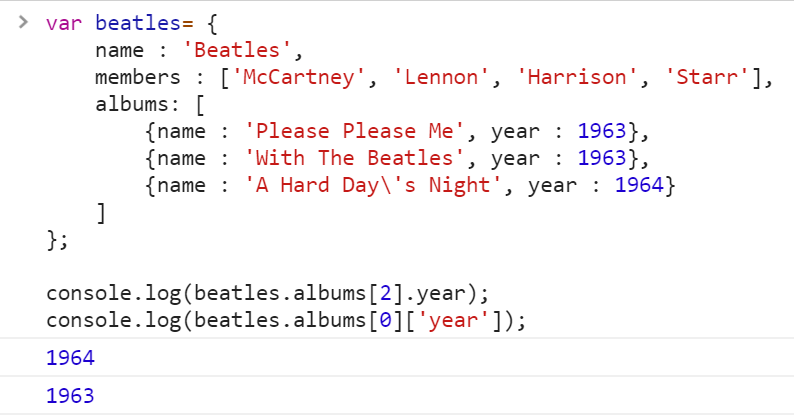 > var beatles= {
    name : 'Beatles',
    members : ['McCartney', 'Lennon', 'Harrison', 'Starr'],
    albums: [
        {name : 'Please Please Me', year : 1963},
        {name : 'With The Beatles', year : 1963},
        {name : 'A Hard Day\'s Night', year : 1964}
    ]
};
console.log(beatles.albums[2].year);
console.log(beatles.albums[0]['year']);
1964
1963